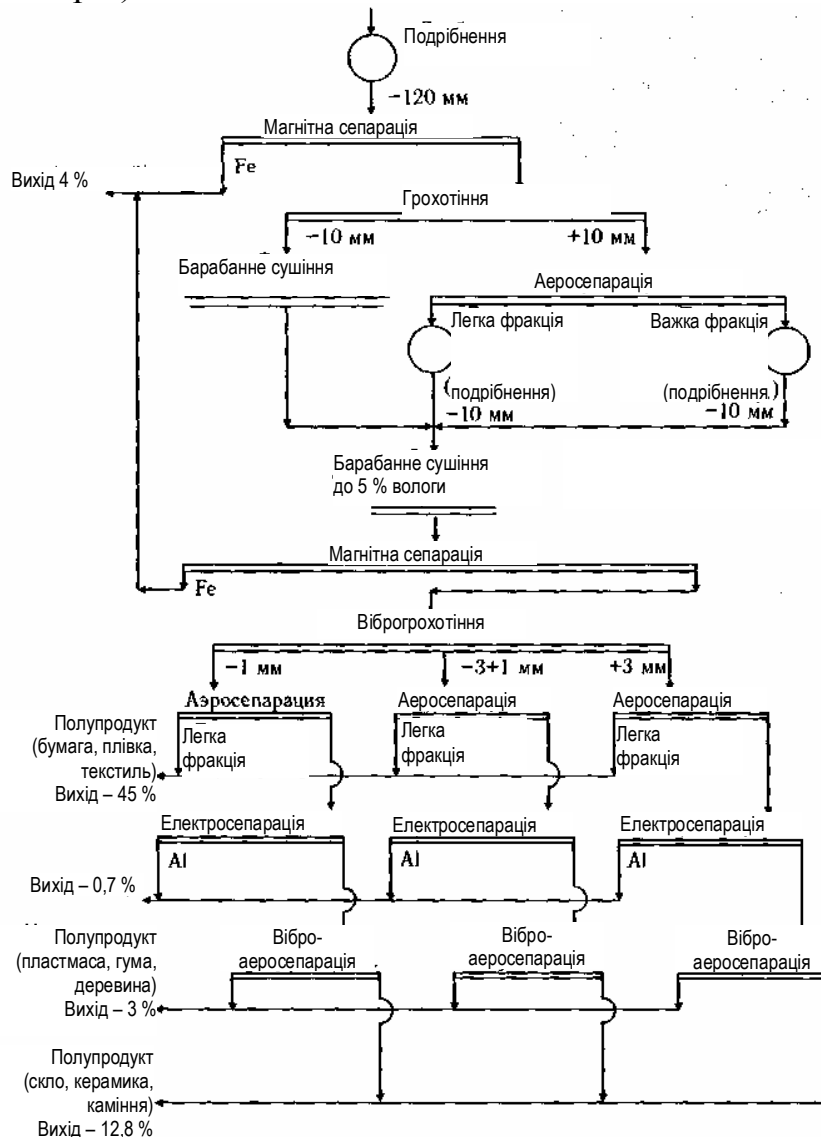 Подрібнення
−120 мм
Магнітна сепарація
Fe
Вихід 4 %
Грохотіння
−10 мм
+10 мм
Барабанне сушіння
Аеросепарація
Легка фракція
Важка фракція
(подрібнення)
(подрібнення.)
−10 мм
−10 мм
Барабанне сушіння
до 5 % вологи
Магнітна сепарація
Fe
Віброгрохотіння
−1 мм
−3+1 мм
+3 мм
Аэросепарация
Аеросепарація
Аеросепарація
Полупродукт
(бумага, плівка,
текстиль)
Вихід – 45 %
Легка
фракція
Легка
фракція
Легка
фракція
Електросепарація
Електросепарація
Електросепарація
Al
Al
Al
Вихід – 0,7 %
Полупродукт
(пластмаса, гума,
деревина)
Вихід – 3 %
Вібро-
аеросепарація
Вібро-
аеросепарація
Вібро-
аеросепарація
Полупродукт
(скло, керамика,
каміння)
Вихід – 12,8 %